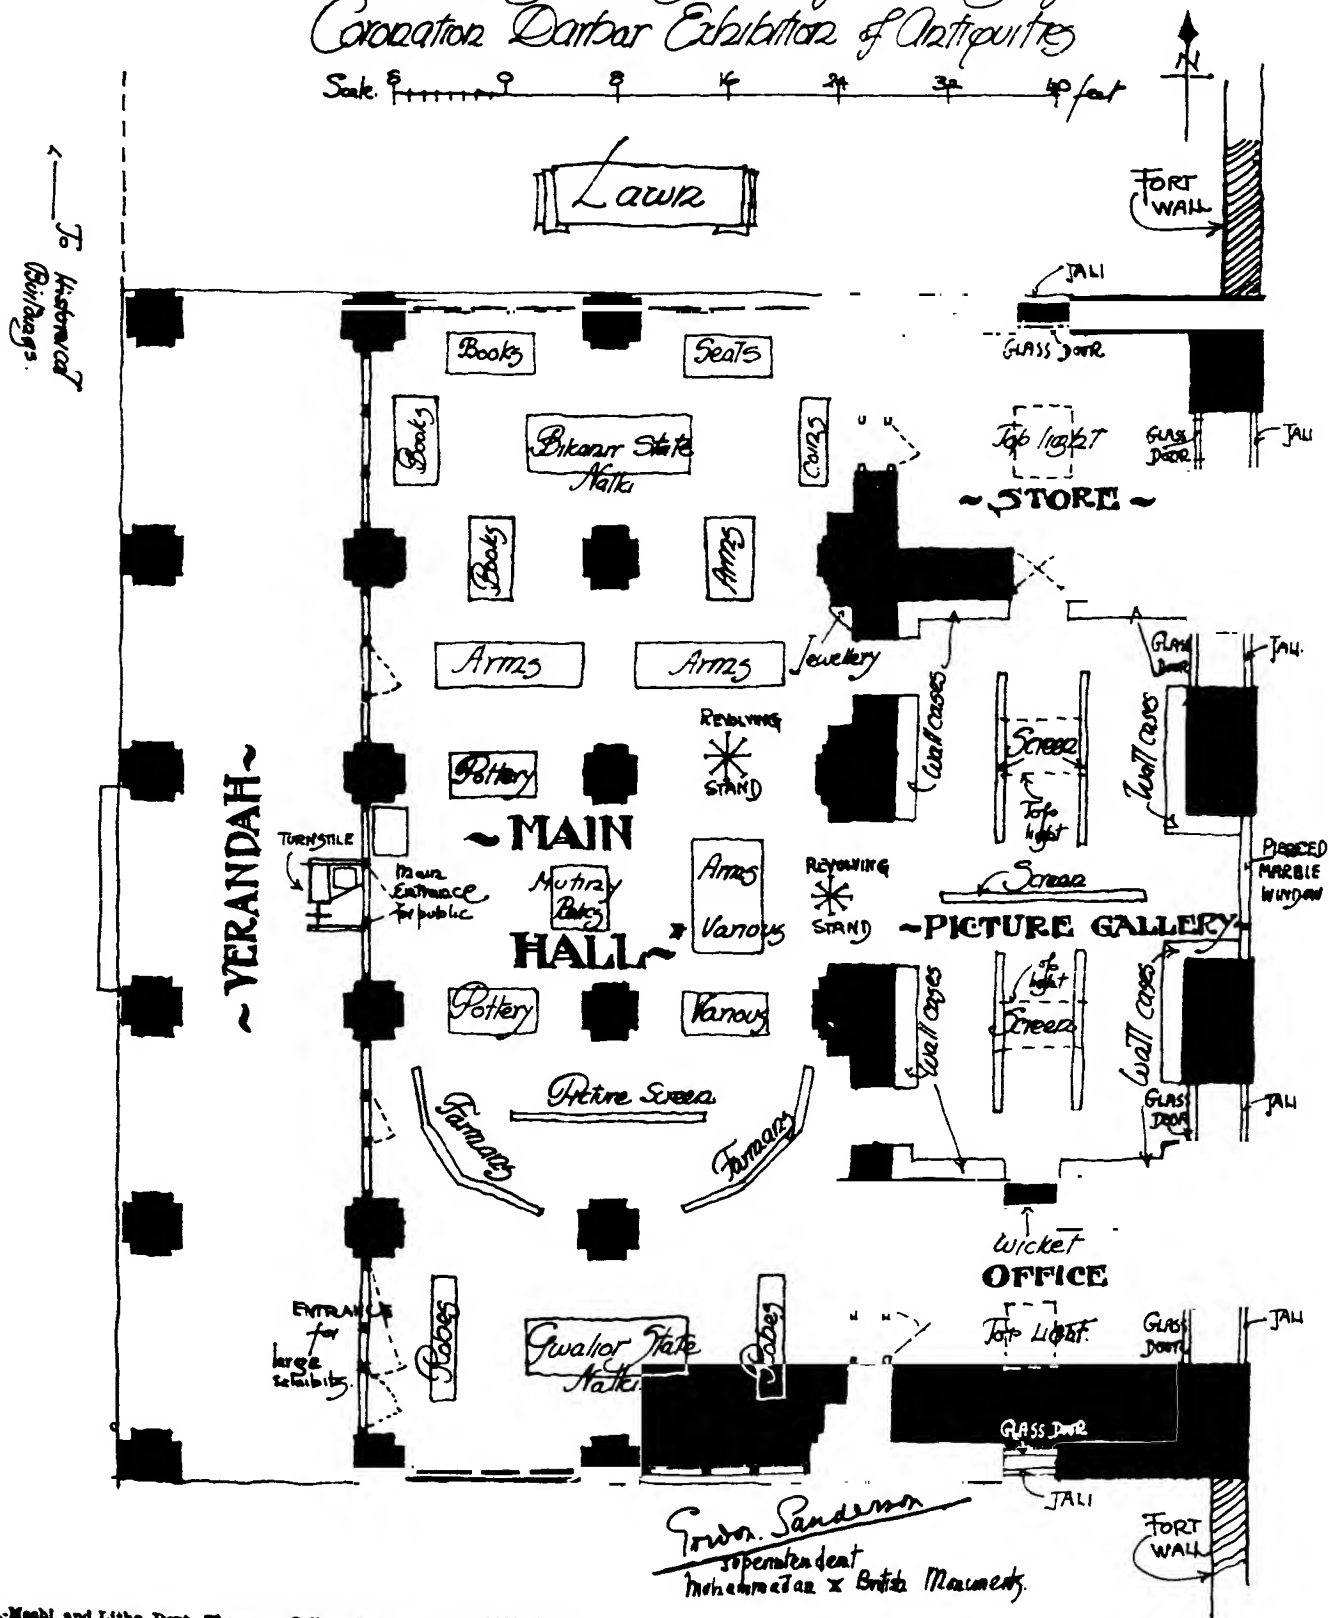 Coronation Darbar Exhibition of Antiquities
Scale. 8 0 8 16 24 32 40 feet
N
Lawn
FORT
WALL
To Historical
Buildings.
JALI
GLASS DOOR
Books
Seats
Books
Bikanir State
Coins
Top light
GLASS
DOOR
JALI
~STORE~
Books
Arms
Arms
Arms
Jewellery
GLASS
DOOR
JALI.
Wall cases
Screen
Top
light
Wall cases
REVOLVING
STAND
Pottery
~VERANDAH~
TURNSTILE
Main
Entrance
for public
~MAIN
HALL~
Mutiny
Arms
Various
REVOLVING
STAND
Screen
PIERCED
MARBLE
WINDOW
~PICTURE GALLERY~
Pottery
Various
Wall cases
Top
light
Screen
Wall cases
Picture Screen
Farmans
Farmans
GLASS
DOOR
JALI
Wicket
OFFICE
ENTRANCE
for
large
exhibits.
Robes
Gwalior State
Robes
Top Light.
GLASS
DOOR
JALI
GLASS DOOR
JALI
Gordon. Sanderson
Superintendent
Mohammadan & British Monuments.
FORT
WALL